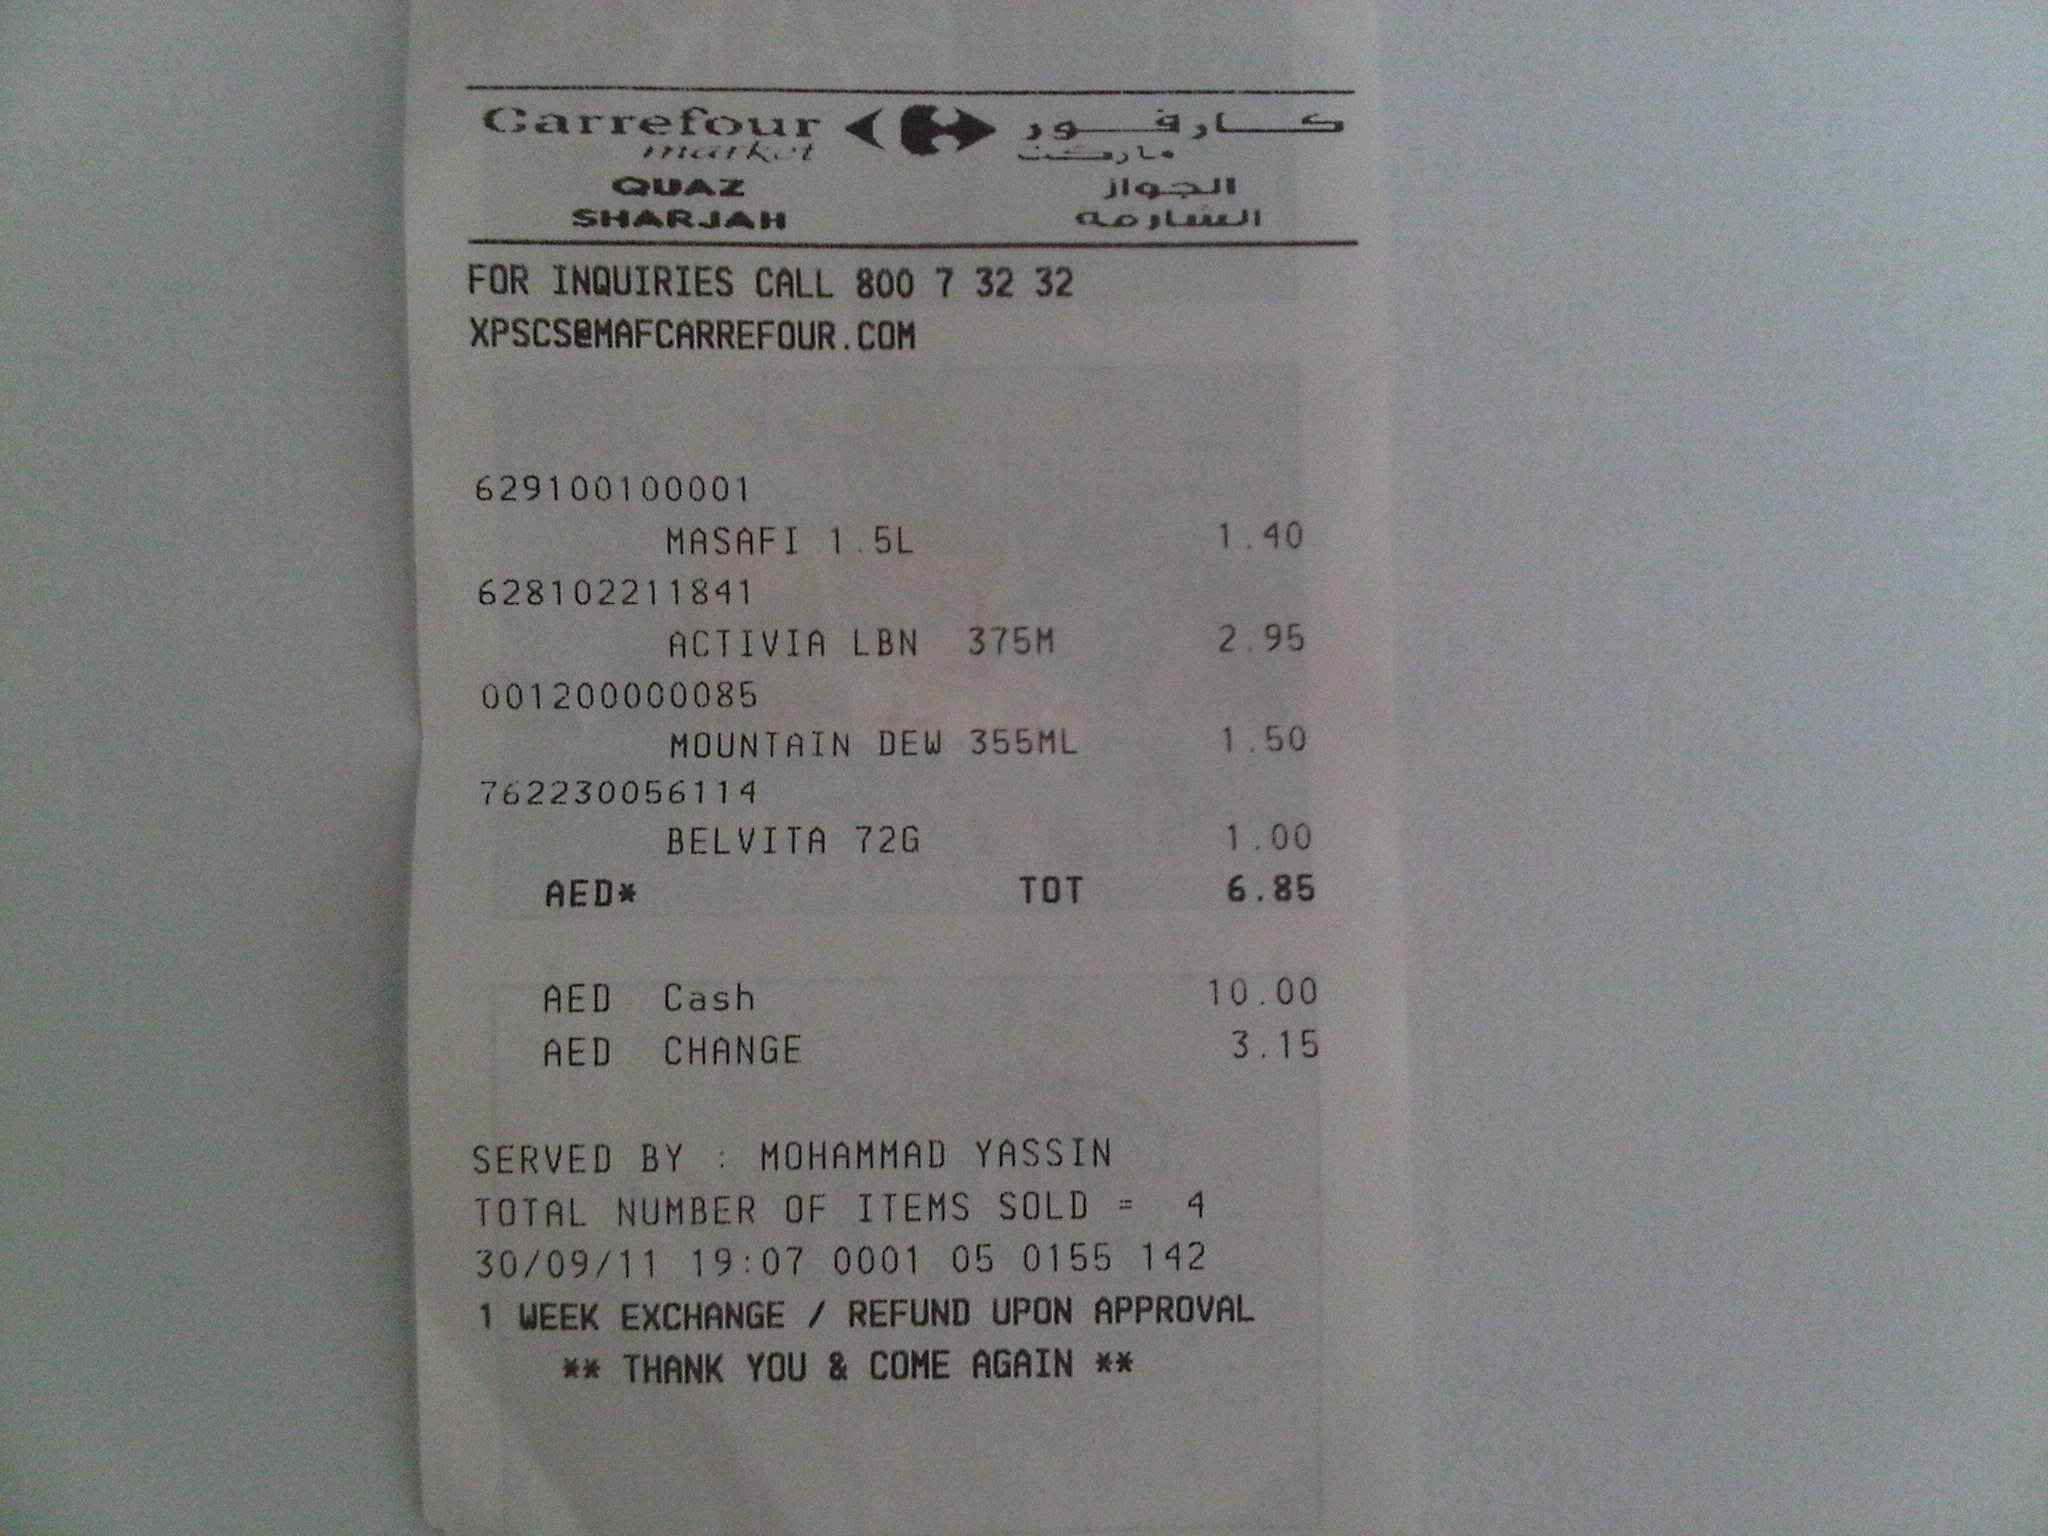 Carrefour كارفور
market ماركت
QUAZ الجواز
SHARJAH الشارقة
FOR INQUIRIES CALL 800 7 32 32
XPSCS@MAFCARREFOUR.COM
629100100001
MASAFI 1.5L 1.40
628102211841
ACTIVIA LBN 375M 2.95
001200000085
MOUNTAIN DEW 355ML 1.50
762230056114
BELVITA 72G 1.00
AED* TOT 6.85
AED Cash 10.00
AED CHANGE 3.15
SERVED BY : MOHAMMAD YASSIN
TOTAL NUMBER OF ITEMS SOLD = 4
30/09/11 19:07 0001 05 0155 142
1 WEEK EXCHANGE / REFUND UPON APPROVAL
** THANK YOU & COME AGAIN **